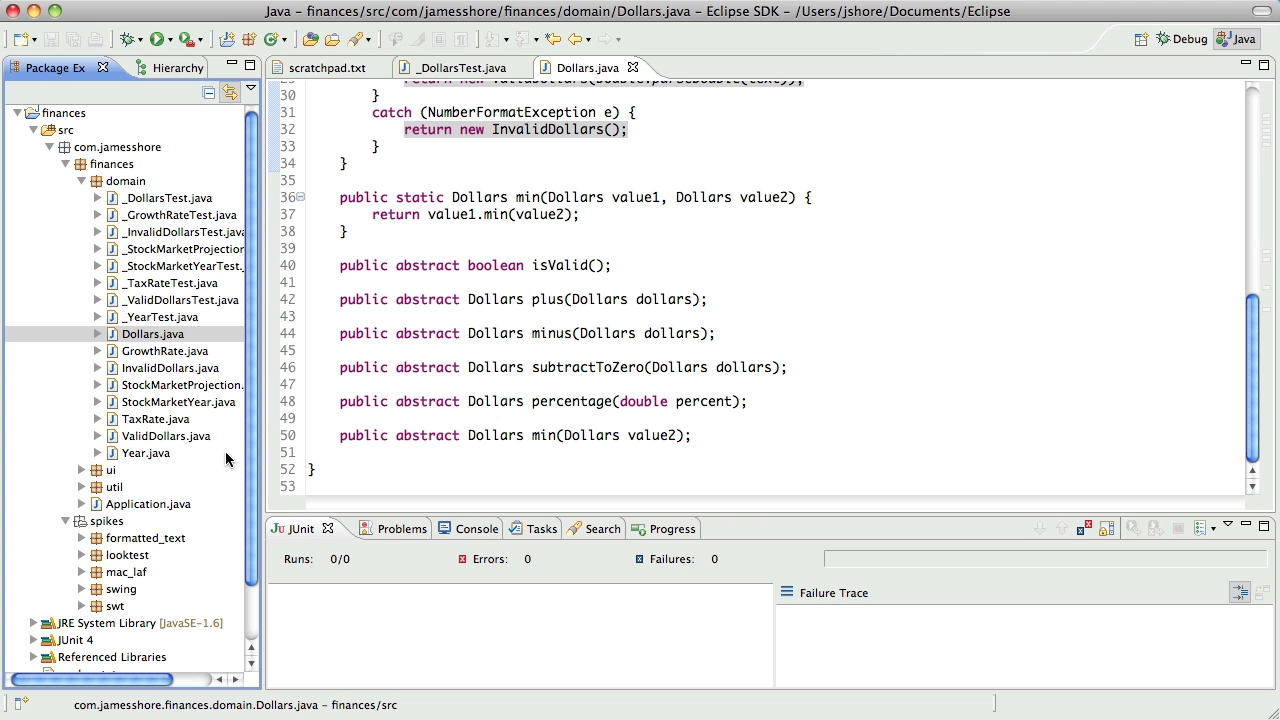 Java - finances/src/com/jamesshore/finances/domain/Dollars.java - Eclipse SDK - /Users/jshore/Documents/Eclipse
Debug
Java
Package Ex
Hierarchy
finances
src
com.jamesshore
finances
domain
_DollarsTest.java
_GrowthRateTest.java
_InvalidDollarsTest.java
_StockMarketProjection
_StockMarketYearTest.
_TaxRateTest.java
_ValidDollarsTest.java
_YearTest.java
Dollars.java
GrowthRate.java
InvalidDollars.java
StockMarketProjection.
StockMarketYear.java
TaxRate.java
ValidDollars.java
Year.java
ui
util
Application.java
spikes
formatted_text
looktest
mac_laf
swing
swt
JRE System Library [JavaSE-1.6]
JUnit 4
Referenced Libraries
scratchpad.txt
_DollarsTest.java
Dollars.java
29 return new ValidDollars(Double.parseDouble(text));
30 }
31 catch (NumberFormatException e) {
32 return new InvalidDollars();
33 }
34 }
35
36 public static Dollars min(Dollars value1, Dollars value2) {
37 return value1.min(value2);
38 }
39
40 public abstract boolean isValid();
41
42 public abstract Dollars plus(Dollars dollars);
43
44 public abstract Dollars minus(Dollars dollars);
45
46 public abstract Dollars subtractToZero(Dollars dollars);
47
48 public abstract Dollars percentage(double percent);
49
50 public abstract Dollars min(Dollars value2);
51
52 }
53
JUnit
Problems
Console
Tasks
Search
Progress
Runs: 0/0
Errors: 0
Failures: 0
Failure Trace
com.jamesshore.finances.domain.Dollars.java - finances/src